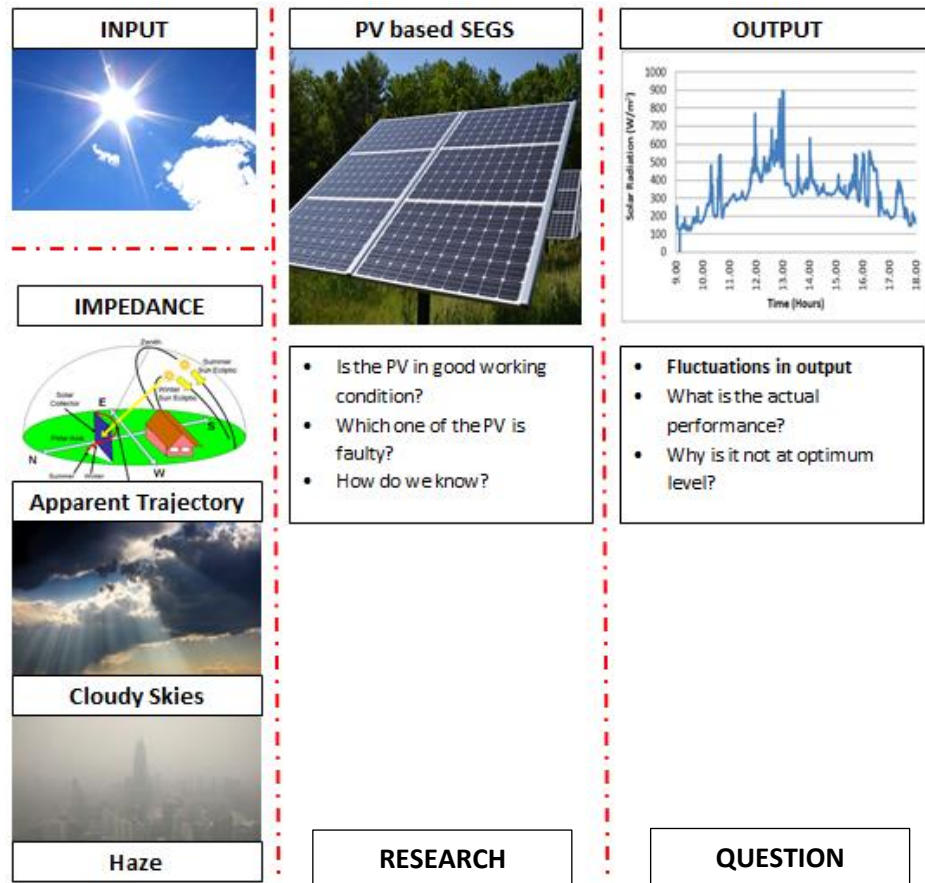 INPUT
PV based SEGS
OUTPUT
Solar Radiation (W/m²)
1000
900
800
700
600
500
400
300
200
100
0
9.00
10.00
11.00
12.00
13.00
14.00
15.00
16.00
17.00
18.00
Time (Hours)
IMPEDANCE
Zenith
Summer
Sun Ecliptic
Winter
Sun Ecliptic
Solar
Collector
E
S
N
W
Summer
Winter
Apparent Trajectory
Cloudy Skies
Haze
• Is the PV in good working
condition?
• Which one of the PV is
faulty?
• How do we know?
• Fluctuations in output
• What is the actual
performance?
• Why is it not at optimum
level?
RESEARCH
QUESTION